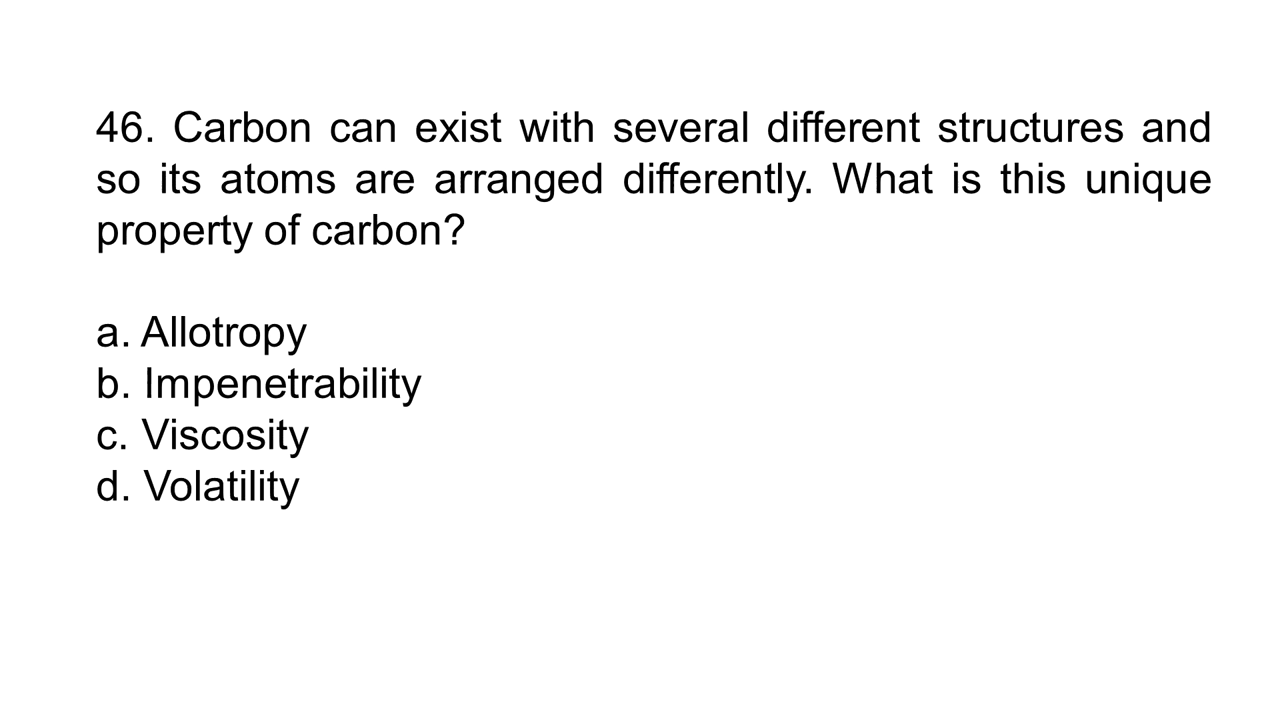 46. Carbon can exist with several different structures and
so its atoms are arranged differently. What is this unique
property of carbon?
a. Allotropy
b. Impenetrability
c. Viscosity
d. Volatility